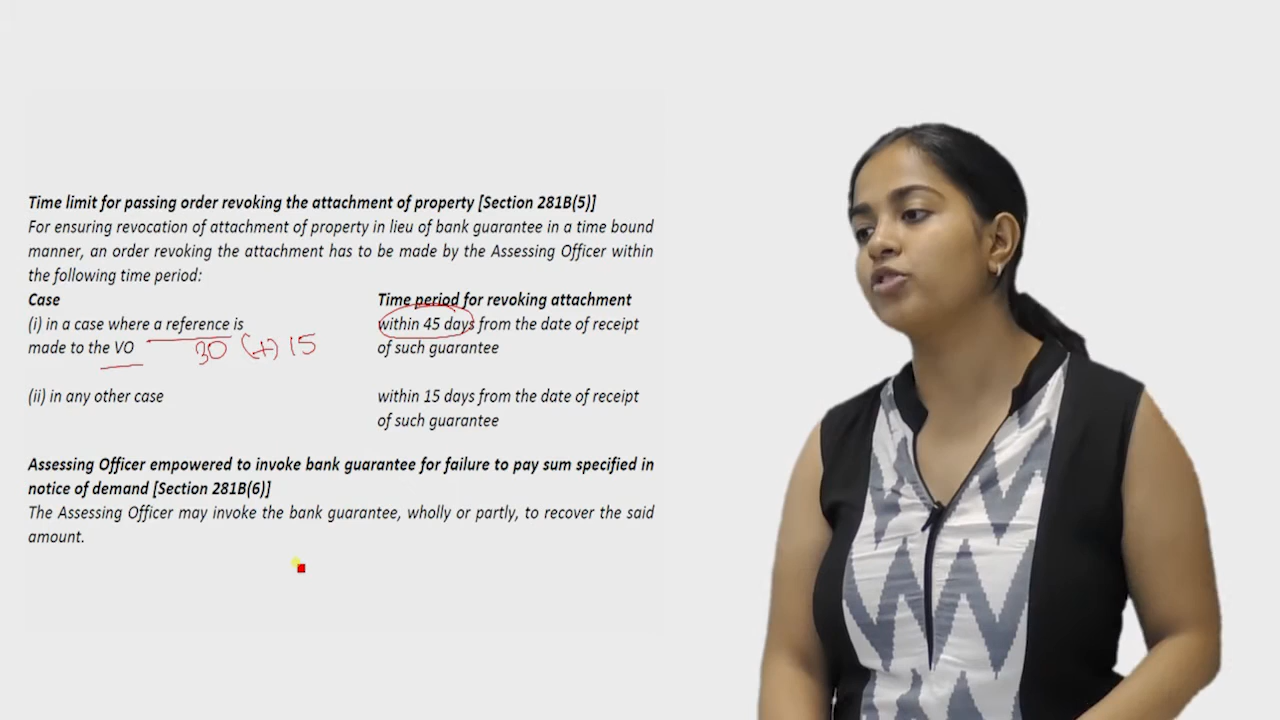 Time limit for passing order revoking the attachment of property [Section 281B(5)]
For ensuring revocation of attachment of property in lieu of bank guarantee in a time bound
manner, an order revoking the attachment has to be made by the Assessing Officer within
the following time period:
Case Time period for revoking attachment
(i) in a case where a reference is within 45 days from the date of receipt
made to the VO 30 (+) 15 of such guarantee
(ii) in any other case within 15 days from the date of receipt
of such guarantee
Assessing Officer empowered to invoke bank guarantee for failure to pay sum specified in
notice of demand [Section 281B(6)]
The Assessing Officer may invoke the bank guarantee, wholly or partly, to recover the said
amount.